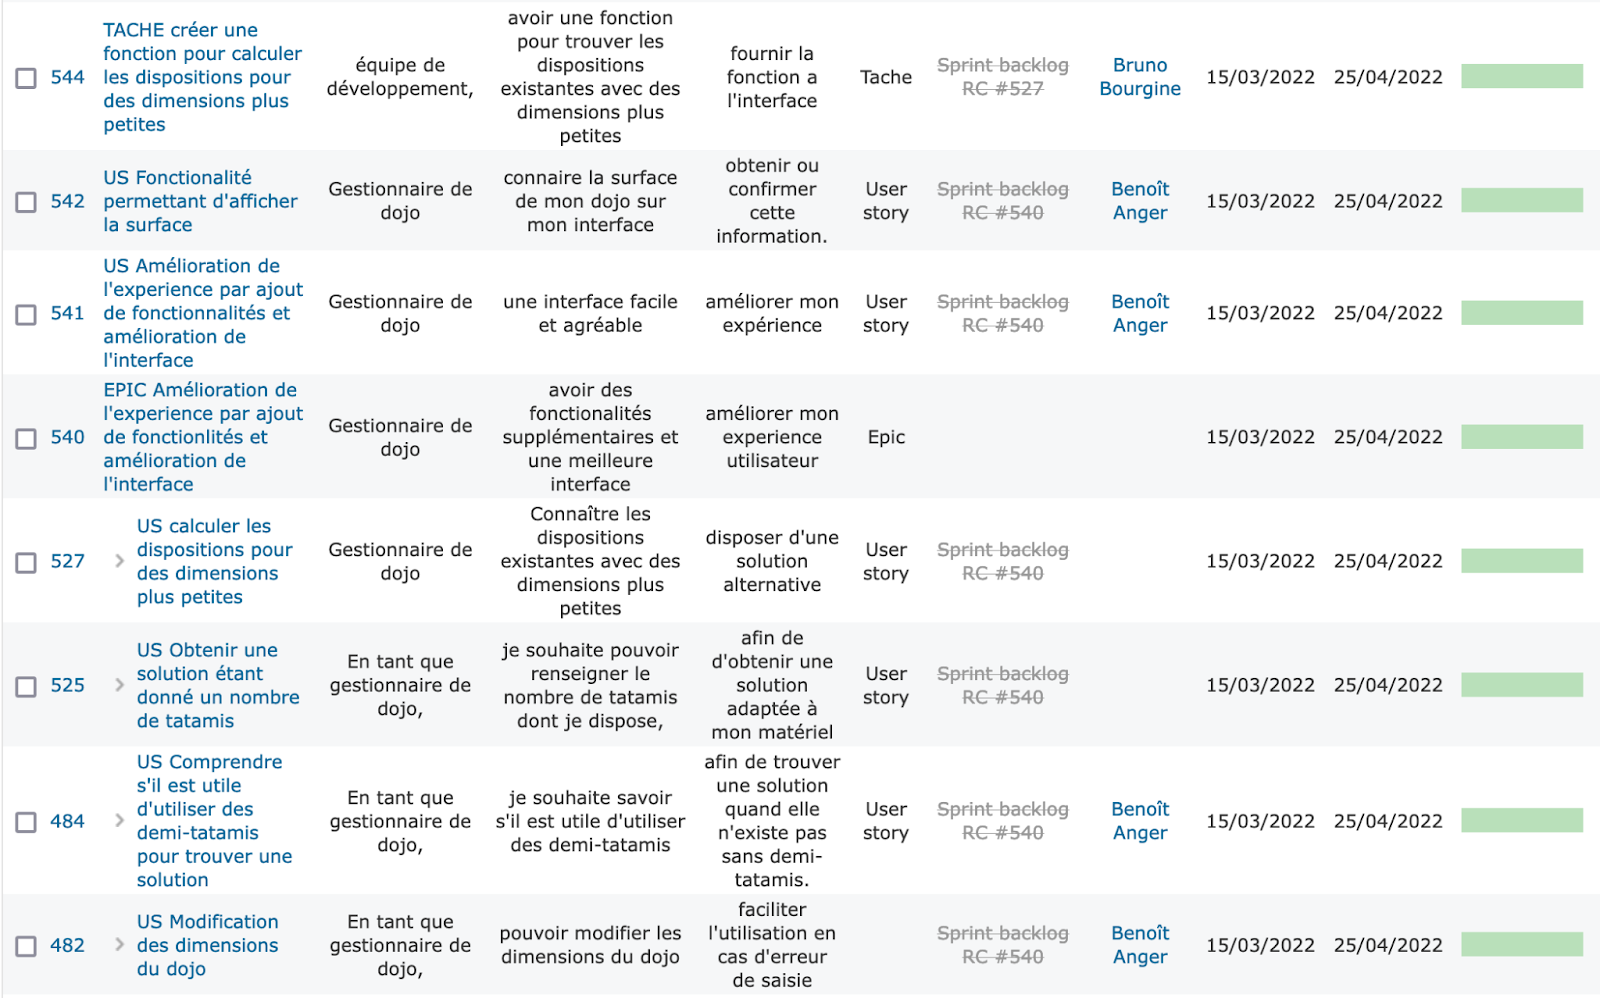 544
TACHE créer une
fonction pour calculer
les dispositions pour
des dimensions plus
petites
équipe de
développement,
avoir une fonction
pour trouver les
dispositions
existantes avec des
dimensions plus
petites
fournir la
fonction a
l'interface
Tache
Sprint backlog
RC #527
Bruno
Bourgine
15/03/2022
25/04/2022
542
US Fonctionalité
permettant d'afficher
la surface
Gestionnaire de
dojo
connaire la surface
de mon dojo sur
mon interface
obtenir ou
confirmer
cette
information.
User
story
Sprint backlog
RC #540
Benoît
Anger
15/03/2022
25/04/2022
541
US Amélioration de
l'experience par ajout
de fonctionnalités et
amélioration de
l'interface
Gestionnaire de
dojo
une interface facile
et agréable
améliorer mon
expérience
User
story
Sprint backlog
RC #540
Benoît
Anger
15/03/2022
25/04/2022
540
EPIC Amélioration de
l'experience par ajout
de fonctionlités et
amélioration de
l'interface
Gestionnaire de
dojo
avoir des
fonctionalités
supplémentaires et
une meilleure
interface
améliorer mon
experience
utilisateur
Epic
15/03/2022
25/04/2022
527
US calculer les
dispositions pour
des dimensions
plus petites
Gestionnaire de
dojo
Connaître les
dispositions
existantes avec des
dimensions plus
petites
disposer d'une
solution
alternative
User
story
Sprint backlog
RC #540
15/03/2022
25/04/2022
525
US Obtenir une
solution étant
donné un nombre
de tatamis
En tant que
gestionnaire de
dojo,
je souhaite pouvoir
renseigner le
nombre de tatamis
dont je dispose,
afin de
d'obtenir une
solution
adaptée à
mon matériel
User
story
Sprint backlog
RC #540
15/03/2022
25/04/2022
484
US Comprendre
s'il est utile
d'utiliser des
demi-tatamis
pour trouver une
solution
En tant que
gestionnaire de
dojo,
je souhaite savoir
s'il est utile d'utiliser
des demi-tatamis
afin de trouver
une solution
quand elle
n'existe pas
sans demi-
tatamis.
User
story
Sprint backlog
RC #540
Benoît
Anger
15/03/2022
25/04/2022
482
US Modification
des dimensions
du dojo
En tant que
gestionnaire de
dojo,
pouvoir modifier les
dimensions du dojo
faciliter
l'utilisation en
cas d'erreur
de saisie
Sprint backlog
RC #540
Benoît
Anger
15/03/2022
25/04/2022